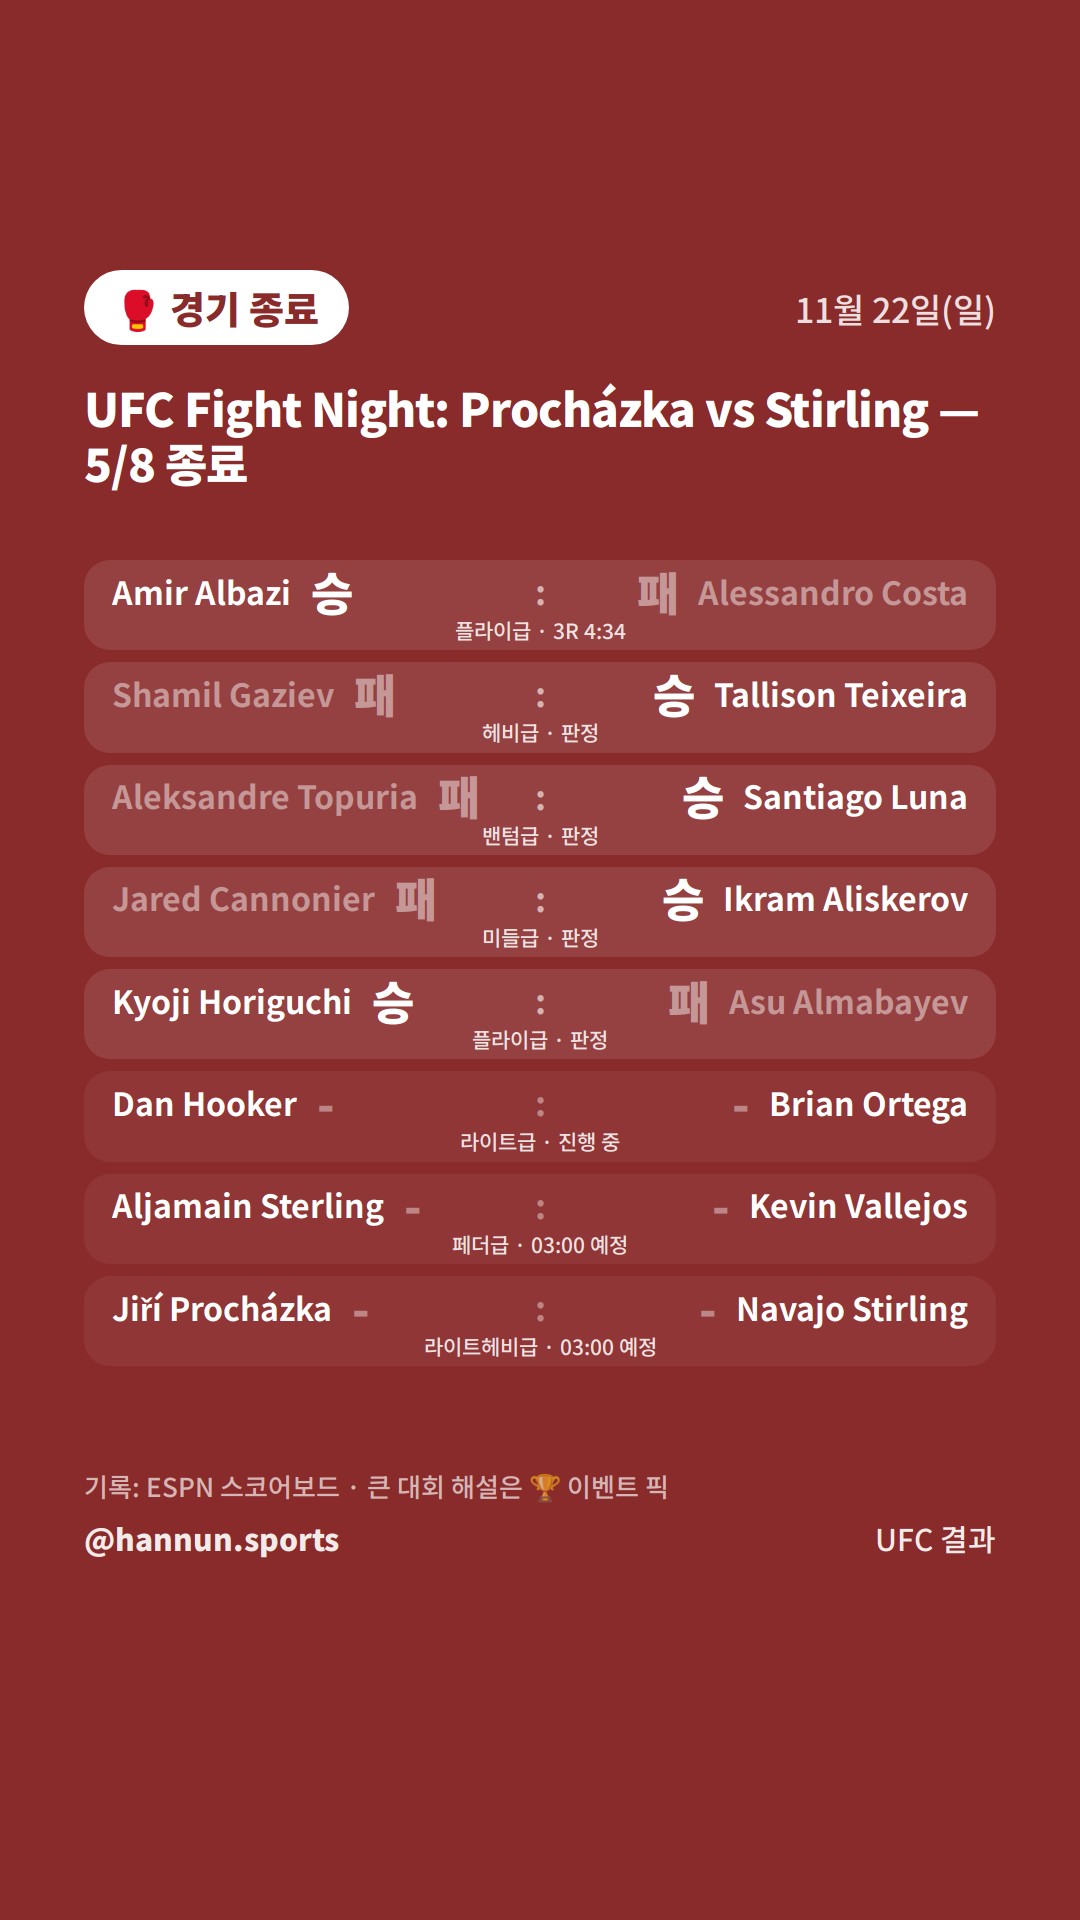 🥊 경기 종료
11월 22일(일)
UFC Fight Night: Procházka vs Stirling —
5/8 종료
Amir Albazi 승 : 패 Alessandro Costa
플라이급 · 3R 4:34
Shamil Gaziev 패 : 승 Tallison Teixeira
헤비급 · 판정
Aleksandre Topuria 패 : 승 Santiago Luna
밴텀급 · 판정
Jared Cannonier 패 : 승 Ikram Aliskerov
미들급 · 판정
Kyoji Horiguchi 승 : 패 Asu Almabayev
플라이급 · 판정
Dan Hooker - : - Brian Ortega
라이트급 · 진행 중
Aljamain Sterling - : - Kevin Vallejos
페더급 · 03:00 예정
Jiří Procházka - : - Navajo Stirling
라이트헤비급 · 03:00 예정
기록: ESPN 스코어보드 · 큰 대회 해설은 🏆 이벤트 픽
@hannun.sports
UFC 결과